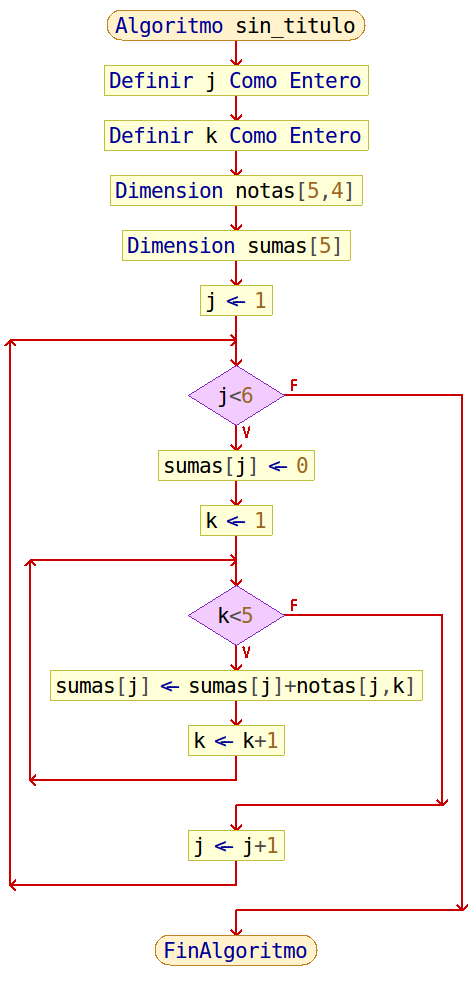 Algoritmo sin_titulo
Definir j Como Entero
Definir k Como Entero
Dimension notas[5,4]
Dimension sumas[5]
j <- 1
j<6
F
V
sumas[j] <- 0
k <- 1
k<5
F
V
sumas[j] <- sumas[j]+notas[j,k]
k <- k+1
j <- j+1
FinAlgoritmo